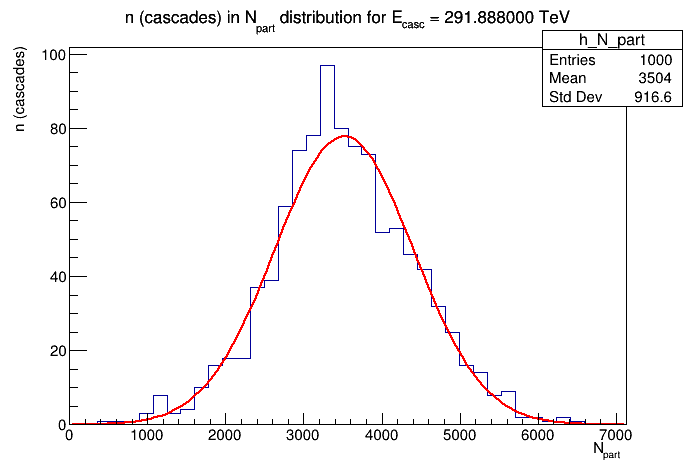 n (cascades) in N_part distribution for E_casc = 291.888000 TeV
h_N_part
Entries 1000
Mean 3504
Std Dev 916.6
n (cascades)
100
80
60
40
20
0
0 1000 2000 3000 4000 5000 6000 7000
N_part